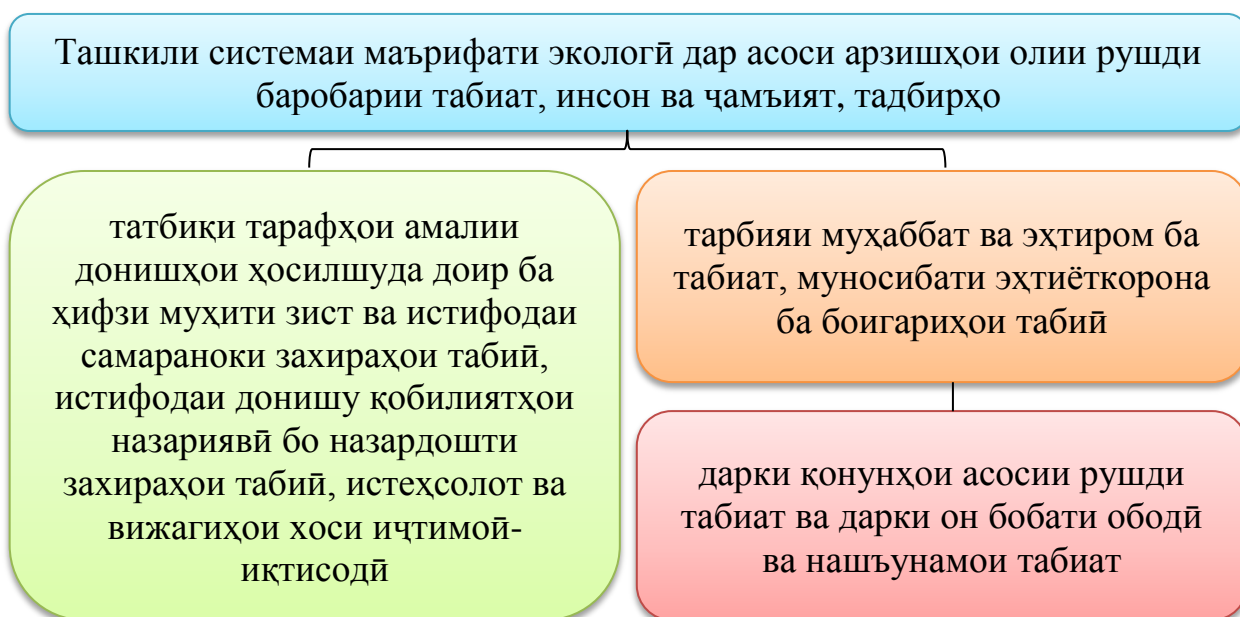 Ташкили системаи маърифати экологӣ дар асоси арзишҳои олии рушди
баробарии табиат, инсон ва ҷамъият, тадбирҳо
татбиқи тарафҳои амалии
донишҳои ҳосилшуда доир ба
ҳифзи муҳити зист ва истифодаи
самараноки захираҳои табиӣ,
истифодаи донишу қобилиятҳои
назариявӣ бо назардошти
захираҳои табиӣ, истеҳсолот ва
вижагиҳои хоси иҷтимоӣ-
иқтисодӣ
тарбияи муҳаббат ва эҳтиром ба
табиат, муносибати эҳтиёткорона
ба боигариҳои табиӣ
дарки қонунҳои асосии рушди
табиат ва дарки он бобати ободӣ
ва нашъунамои табиат